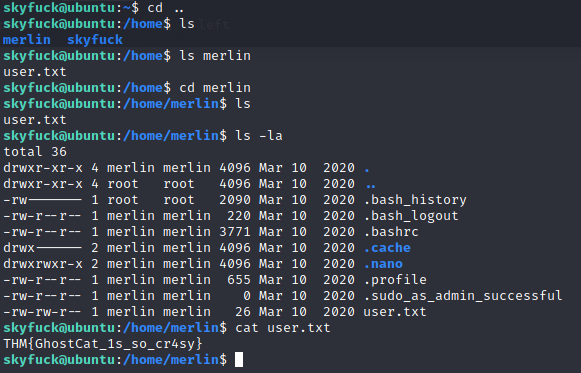 skyfuck@ubuntu:~$ cd ..
skyfuck@ubuntu:/home$ ls
merlin  skyfuck
skyfuck@ubuntu:/home$ ls merlin
user.txt
skyfuck@ubuntu:/home$ cd merlin
skyfuck@ubuntu:/home/merlin$ ls
user.txt
skyfuck@ubuntu:/home/merlin$ ls -la
total 36
drwxr-xr-x 4 merlin merlin 4096 Mar 10  2020 .
drwxr-xr-x 4 root   root   4096 Mar 10  2020 ..
-rw------- 1 root   root   2090 Mar 10  2020 .bash_history
-rw-r--r-- 1 merlin merlin  220 Mar 10  2020 .bash_logout
-rw-r--r-- 1 merlin merlin 3771 Mar 10  2020 .bashrc
drwx------ 2 merlin merlin 4096 Mar 10  2020 .cache
drwxrwxr-x 2 merlin merlin 4096 Mar 10  2020 .nano
-rw-r--r-- 1 merlin merlin  655 Mar 10  2020 .profile
-rw-r--r-- 1 merlin merlin    0 Mar 10  2020 .sudo_as_admin_successful
-rw-rw-r-- 1 merlin merlin   26 Mar 10  2020 user.txt
skyfuck@ubuntu:/home/merlin$ cat user.txt
THM{GhostCat_1s_so_cr4sy}
skyfuck@ubuntu:/home/merlin$